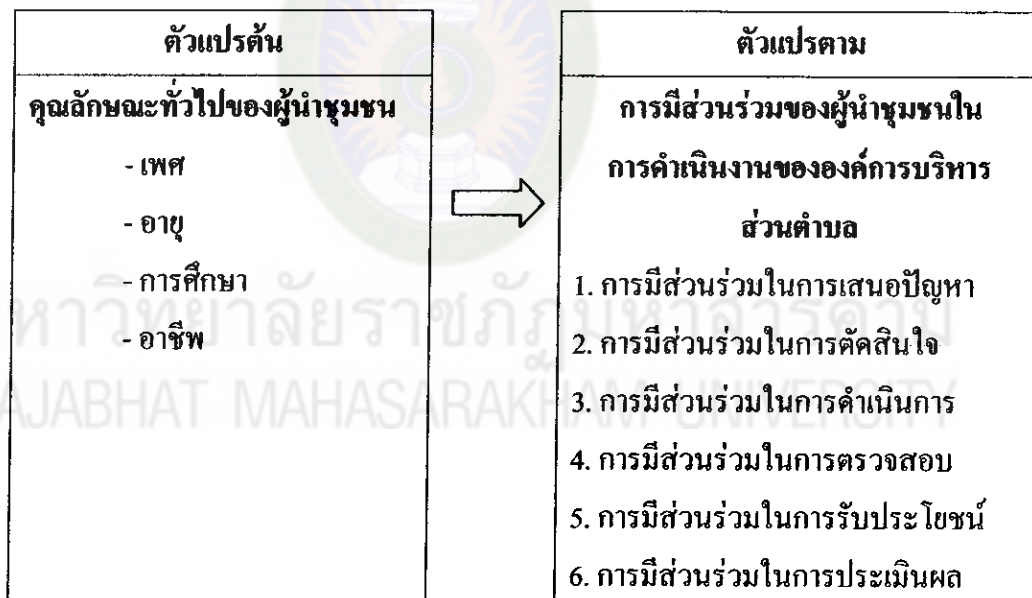 ตัวแปรต้น
คุณลักษณะทั่วไปของผู้นำชุมชน
- เพศ
- อายุ
- การศึกษา
- อาชีพ
ตัวแปรตาม
การมีส่วนร่วมของผู้นำชุมชนใน
การดำเนินงานขององค์การบริหาร
ส่วนตำบล
1. การมีส่วนร่วมในการเสนอปัญหา
2. การมีส่วนร่วมในการตัดสินใจ
3. การมีส่วนร่วมในการดำเนินการ
4. การมีส่วนร่วมในการตรวจสอบ
5. การมีส่วนร่วมในการรับประโยชน์
6. การมีส่วนร่วมในการประเมินผล
หาวิทยาลัยราชภัฏมหาสารคาม
AJABHAT MAHASARAKHAM UNIVERSITY